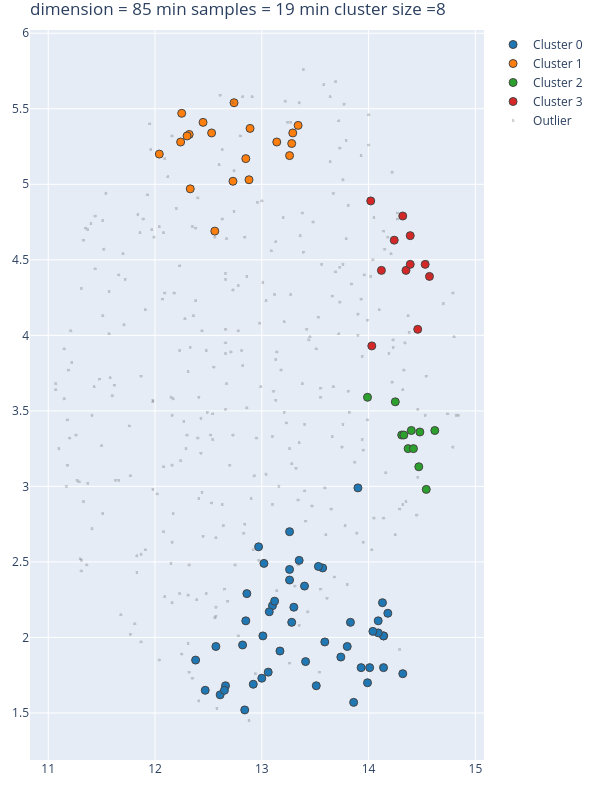 dimension = 85 min samples = 19 min cluster size =8
6
5.5
5
4.5
4
3.5
3
2.5
2
1.5
11
12
13
14
15
Cluster 0
Cluster 1
Cluster 2
Cluster 3
Outlier